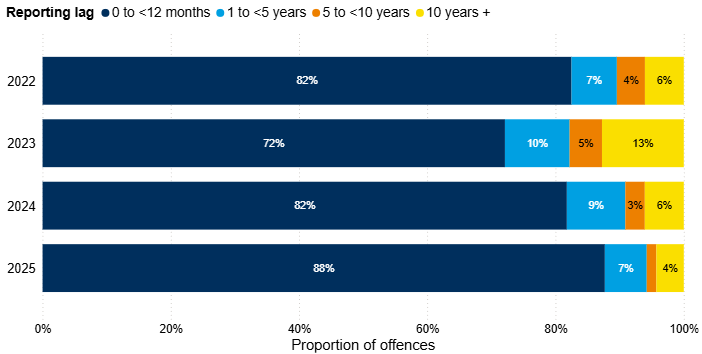 Reporting lag 0 to <12 months 1 to <5 years 5 to <10 years 10 years +
2022 82% 7% 4% 6%
2023 72% 10% 5% 13%
2024 82% 9% 3% 6%
2025 88% 7% 4%
0% 20% 40% 60% 80% 100%
Proportion of offences